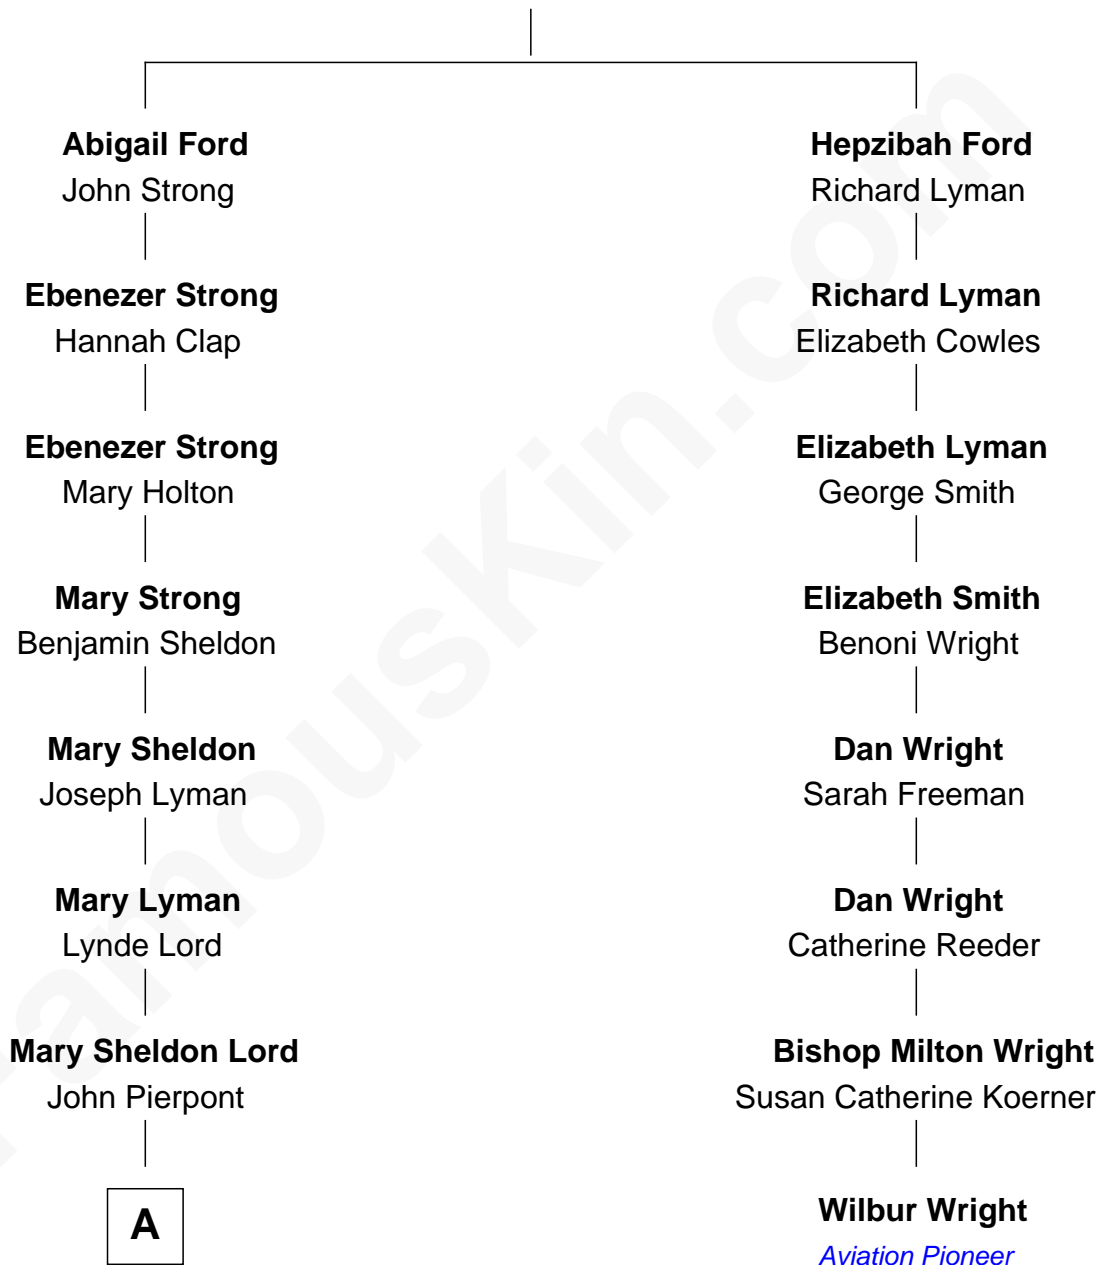 Abigail Ford
John Strong
Hepzibah Ford
Richard Lyman
Ebenezer Strong
Hannah Clap
Richard Lyman
Elizabeth Cowles
Ebenezer Strong
Mary Holton
Elizabeth Lyman
George Smith
Mary Strong
Benjamin Sheldon
Elizabeth Smith
Benoni Wright
Mary Sheldon
Joseph Lyman
Dan Wright
Sarah Freeman
Mary Lyman
Lynde Lord
Dan Wright
Catherine Reeder
Mary Sheldon Lord
John Pierpont
Bishop Milton Wright
Susan Catherine Koerner
A
Wilbur Wright
Aviation Pioneer
FamousKin.com